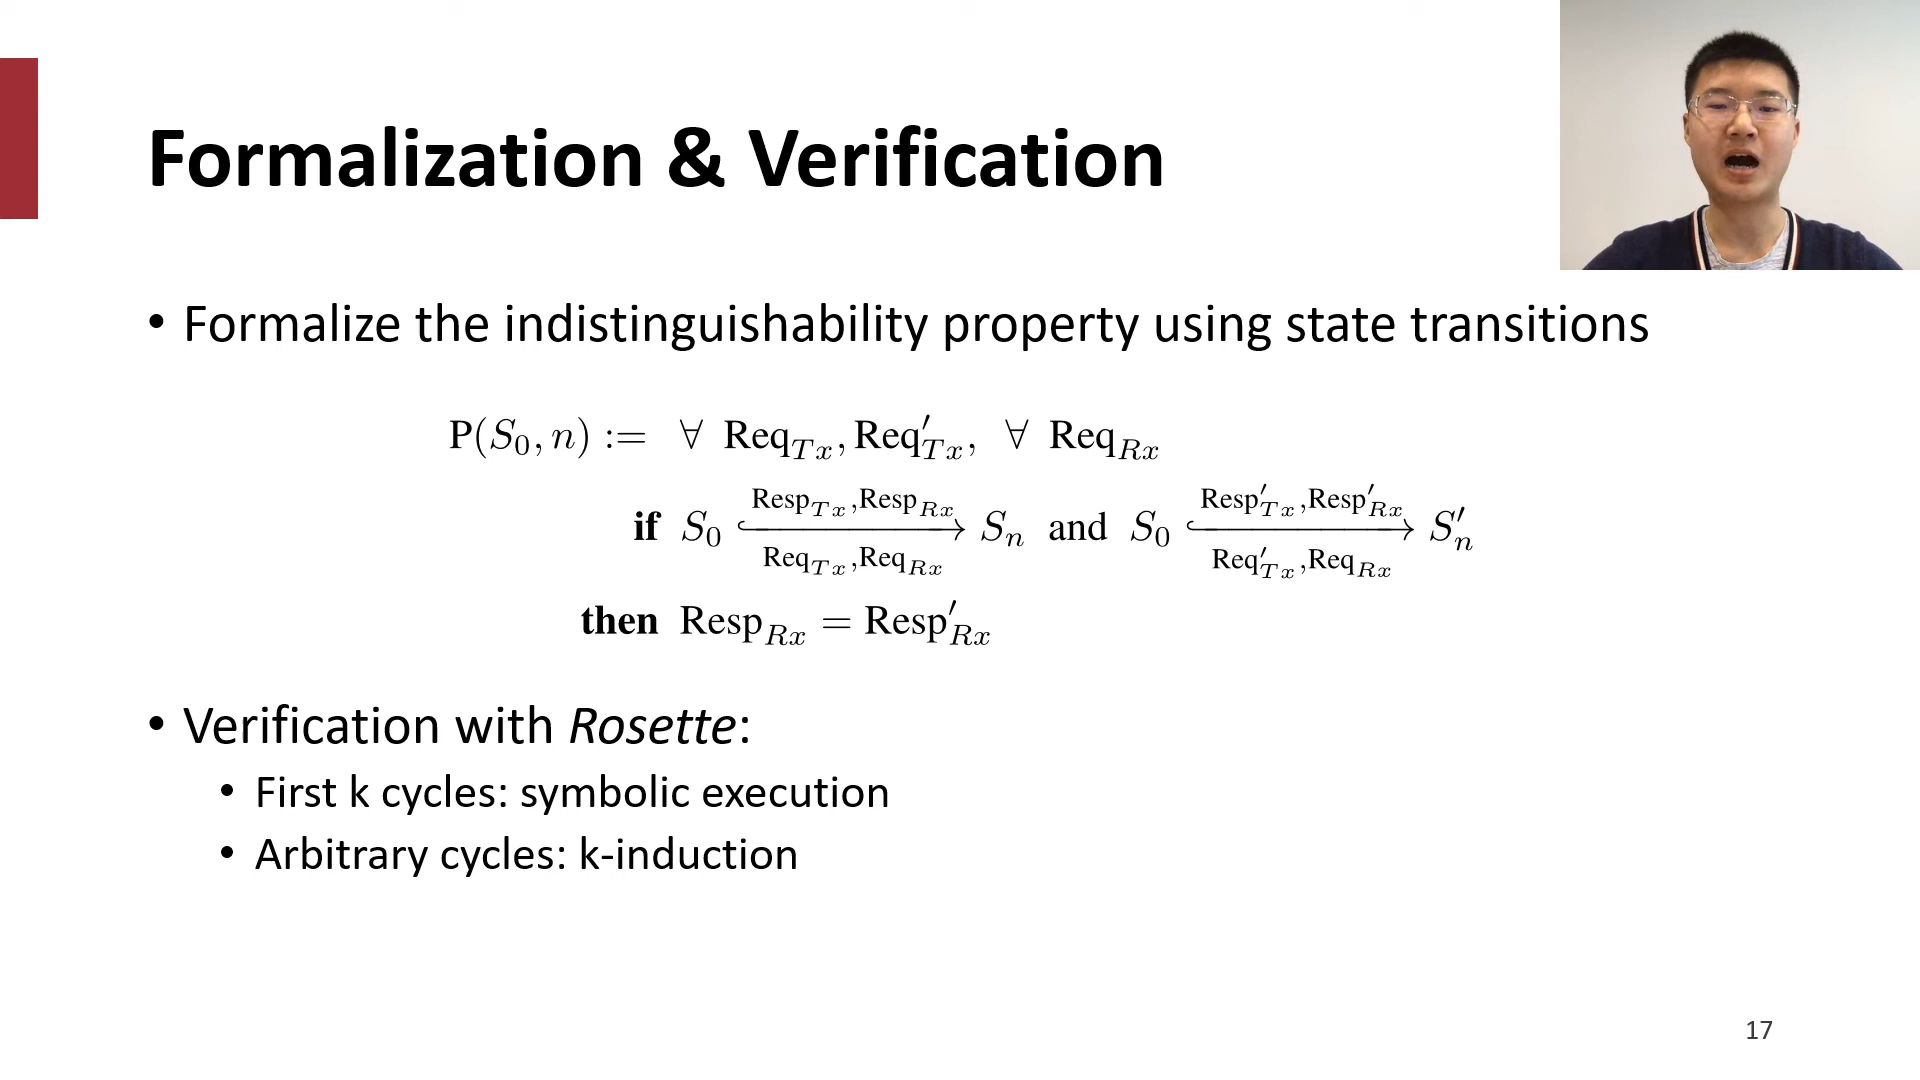 Formalization & Verification
• Formalize the indistinguishability property using state transitions
P(S₀, n) := ∀ Req_Tx, Req′_Tx, ∀ Req_Rx
if S₀ ↪ Resp_Tx,Resp_Rx / Req_Tx,Req_Rx → Sₙ and S₀ ↪ Resp′_Tx,Resp′_Rx / Req′_Tx,Req_Rx → S′ₙ
then Resp_Rx = Resp′_Rx
• Verification with Rosette:
• First k cycles: symbolic execution
• Arbitrary cycles: k-induction
17